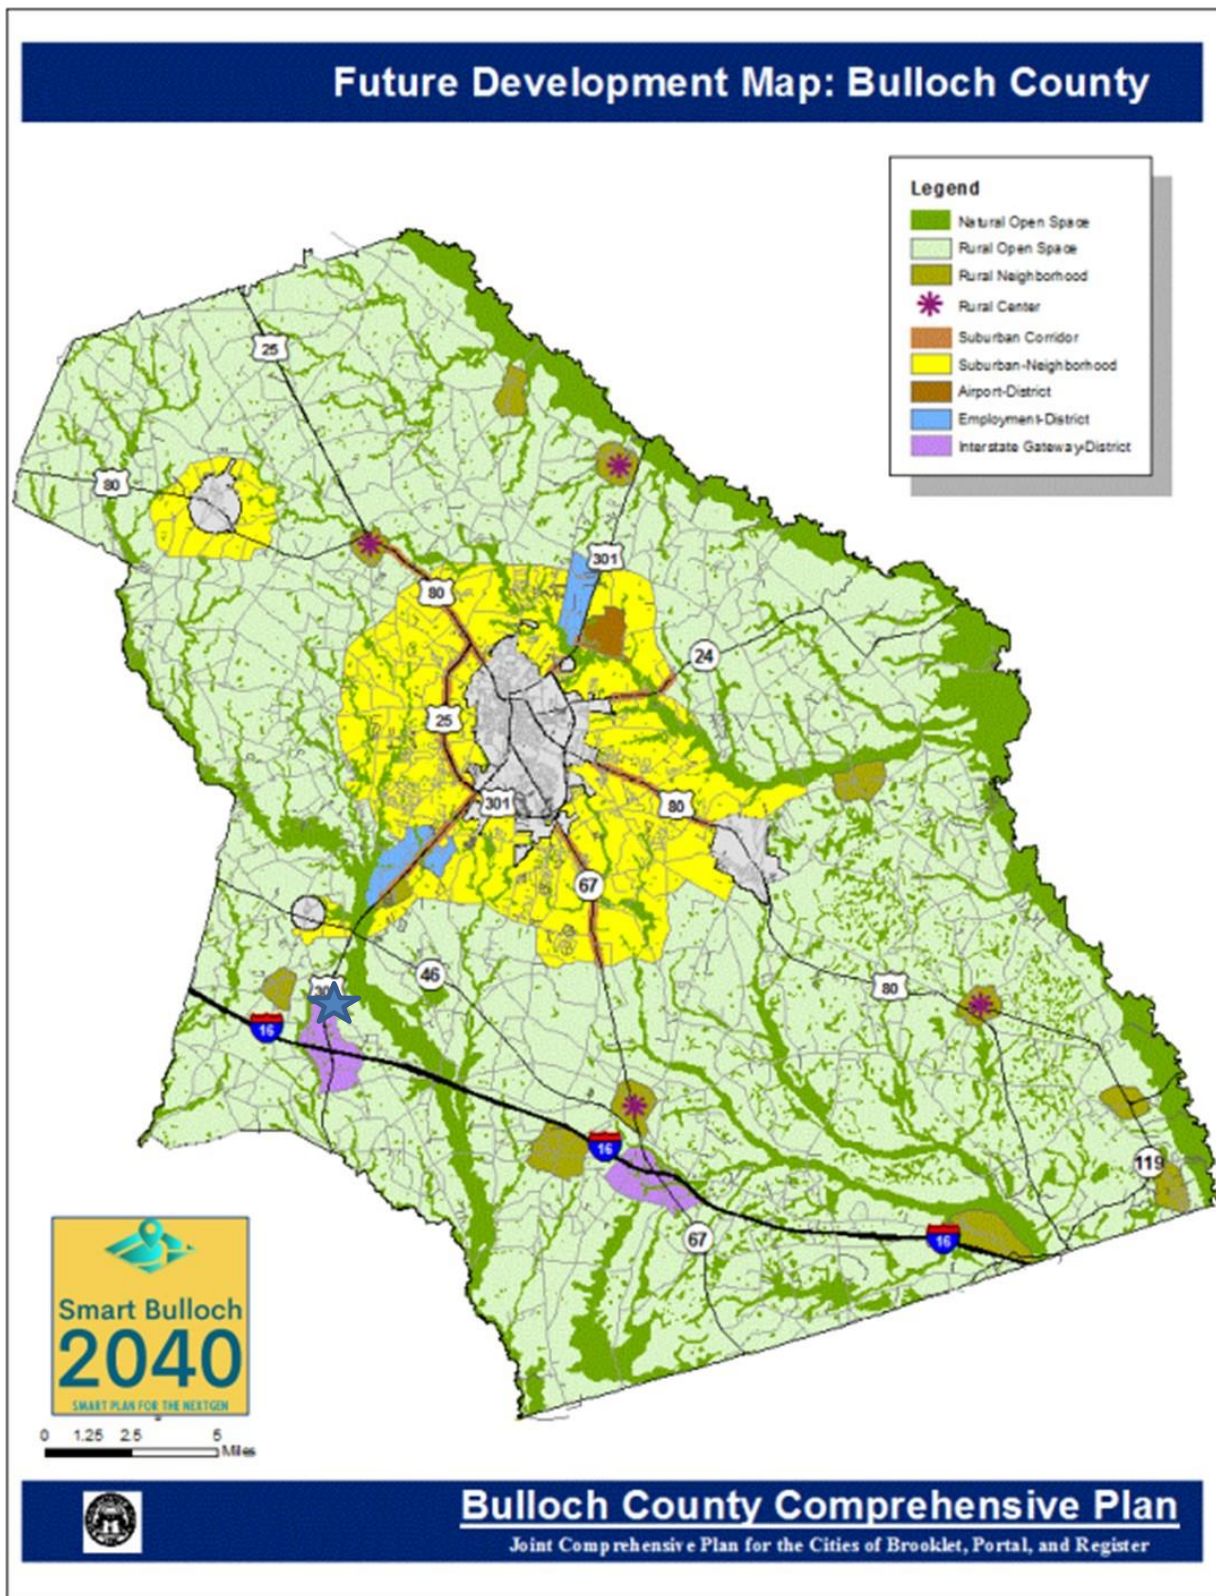 Future Development Map: Bulloch County
Legend
Natural Open Space
Rural Open Space
Rural Neighborhood
Rural Center
Suburban Corridor
Suburban-Neighborhood
Airport-District
Employment-District
Interstate Gateway-District
25
80
301
80
24
25
301
80
67
46
80
30
16
16
119
67
16
Smart Bulloch
2040
SMART PLAN FOR THE NEXTGEN
0 1.25 2.5 5
Miles
Bulloch County Comprehensive Plan
Joint Comprehensive Plan for the Cities of Brooklet, Portal, and Register